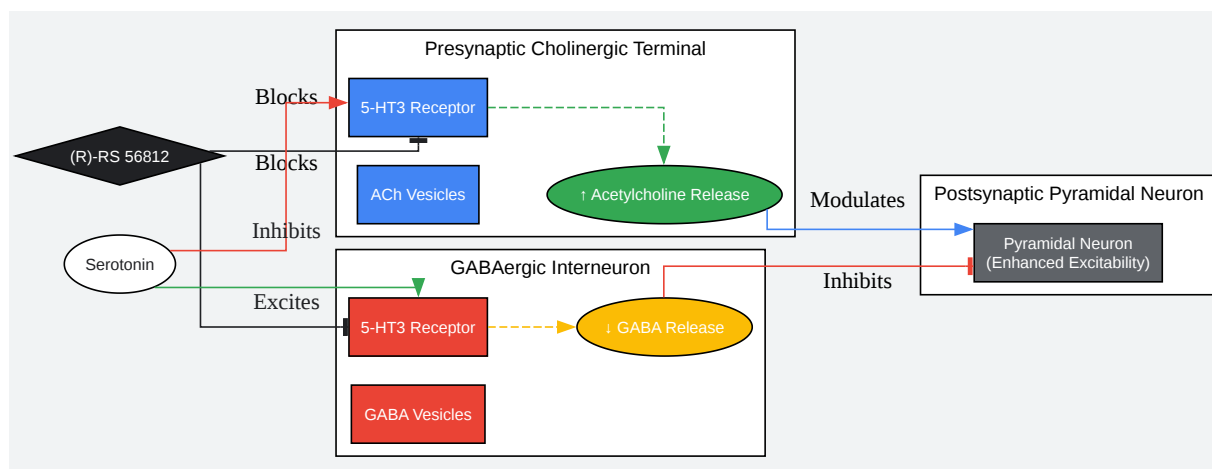 Presynaptic Cholinergic Terminal
Blocks
5-HT3 Receptor
(R)-RS 56812
Blocks
ACh Vesicles
↑ Acetylcholine Release
Modulates
Postsynaptic Pyramidal Neuron
Pyramidal Neuron
(Enhanced Excitability)
Inhibits
Serotonin
GABAergic Interneuron
Inhibits
Excites
5-HT3 Receptor
↓ GABA Release
GABA Vesicles